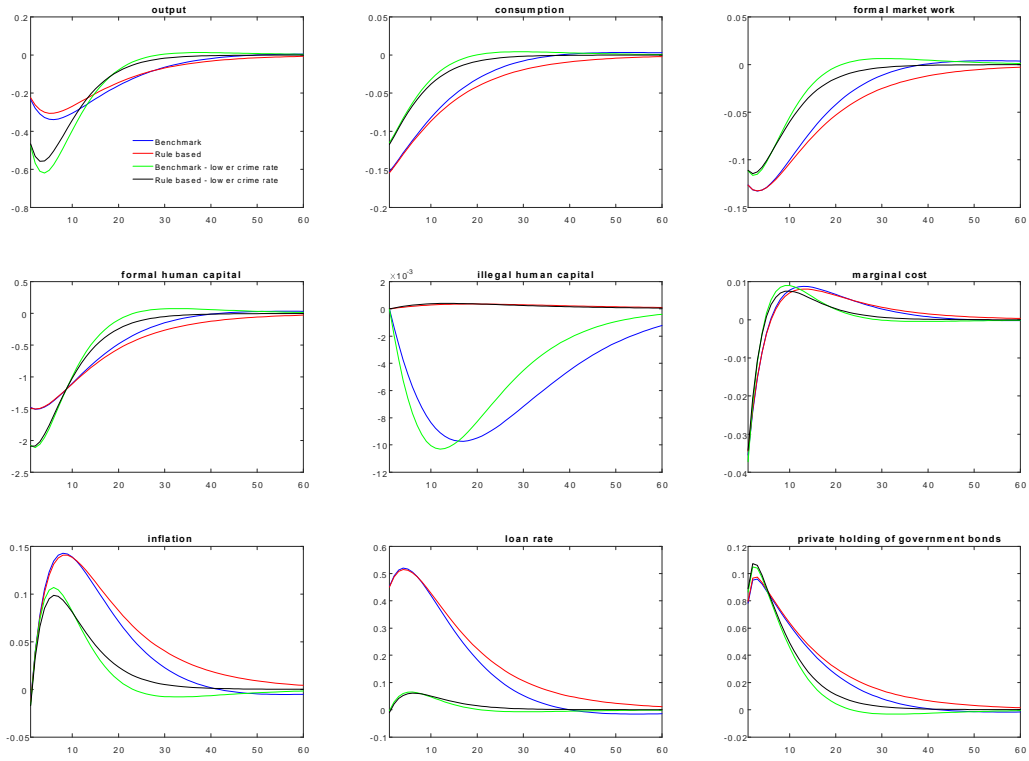 output
consumption
formal market work
0.2
0
-0.2
-0.4
-0.6
-0.8
10 20 30 40 50 60
Benchmark
Rule based
Benchmark - low er crime rate
Rule based - low er crime rate
0.05
0
-0.05
-0.1
-0.15
-0.2
10 20 30 40 50 60
0.05
0
-0.05
-0.1
-0.15
10 20 30 40 50 60
formal human capital
illegal human capital
marginal cost
0.5
0
-0.5
-1
-1.5
-2
-2.5
10 20 30 40 50 60
×10-3
2
0
-2
-4
-6
-8
-10
-12
10 20 30 40 50 60
0.01
0
-0.01
-0.02
-0.03
-0.04
10 20 30 40 50 60
inflation
loan rate
private holding of government bonds
0.15
0.1
0.05
0
-0.05
10 20 30 40 50 60
0.6
0.5
0.4
0.3
0.2
0.1
0
-0.1
10 20 30 40 50 60
0.12
0.1
0.08
0.06
0.04
0.02
0
-0.02
10 20 30 40 50 60